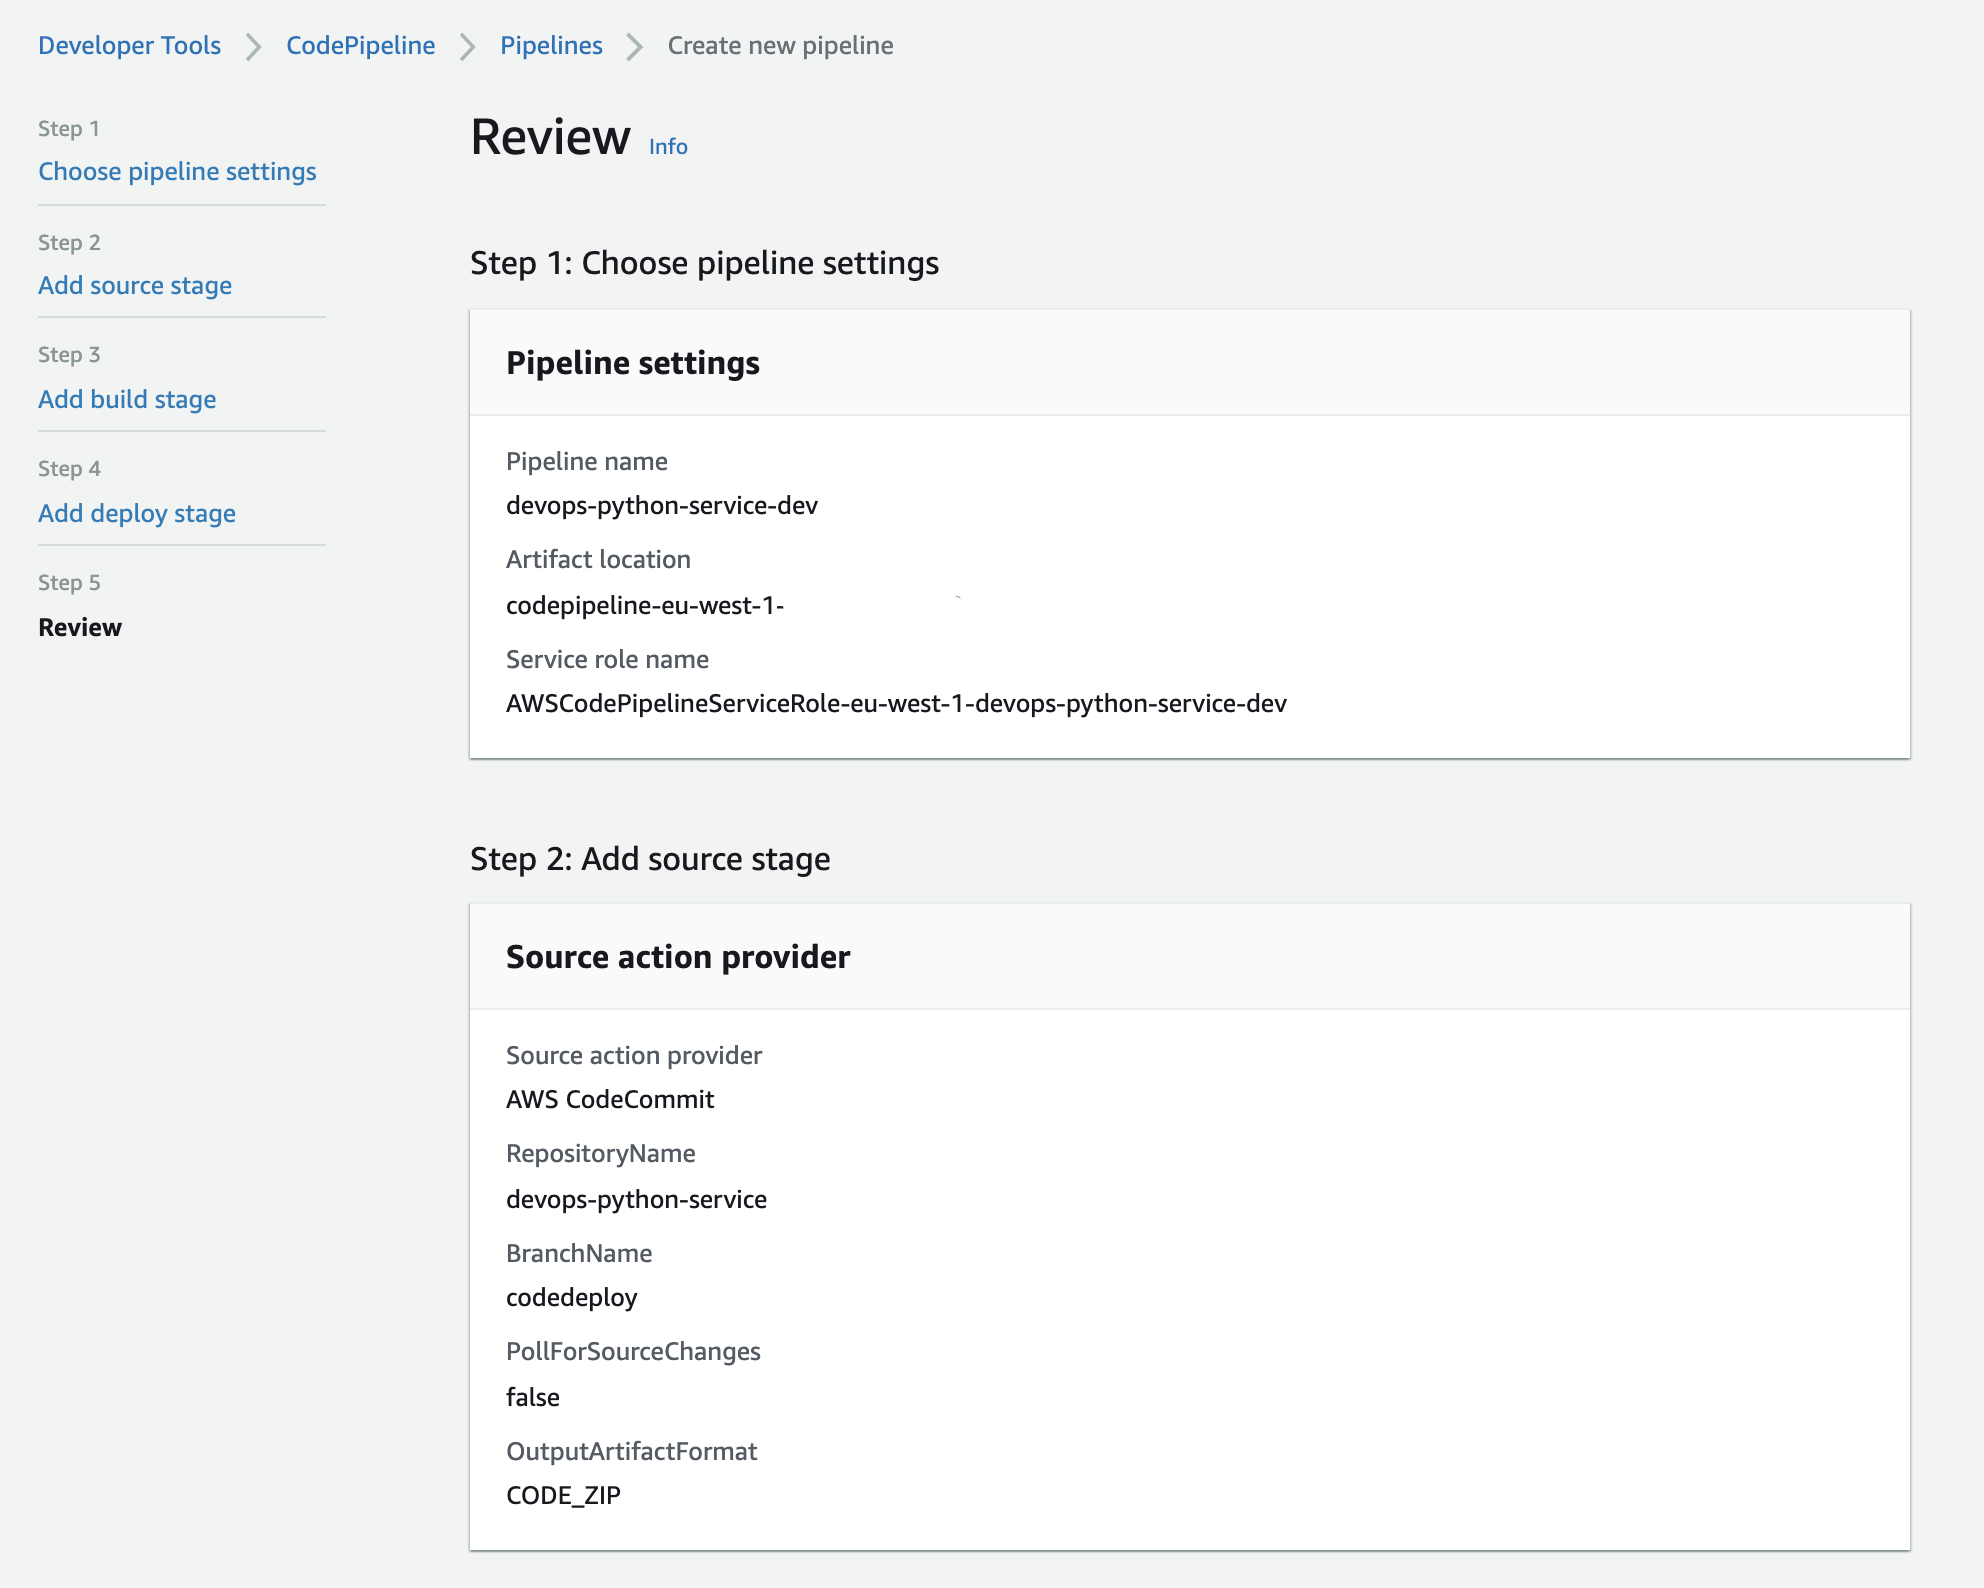 Developer Tools > CodePipeline > Pipelines > Create new pipeline
Step 1
Choose pipeline settings
Step 2
Add source stage
Step 3
Add build stage
Step 4
Add deploy stage
Step 5
Review
Review Info
Step 1: Choose pipeline settings
Pipeline settings
Pipeline name
devops-python-service-dev
Artifact location
codepipeline-eu-west-1-
Service role name
AWSCodePipelineServiceRole-eu-west-1-devops-python-service-dev
Step 2: Add source stage
Source action provider
Source action provider
AWS CodeCommit
RepositoryName
devops-python-service
BranchName
codedeploy
PollForSourceChanges
false
OutputArtifactFormat
CODE_ZIP